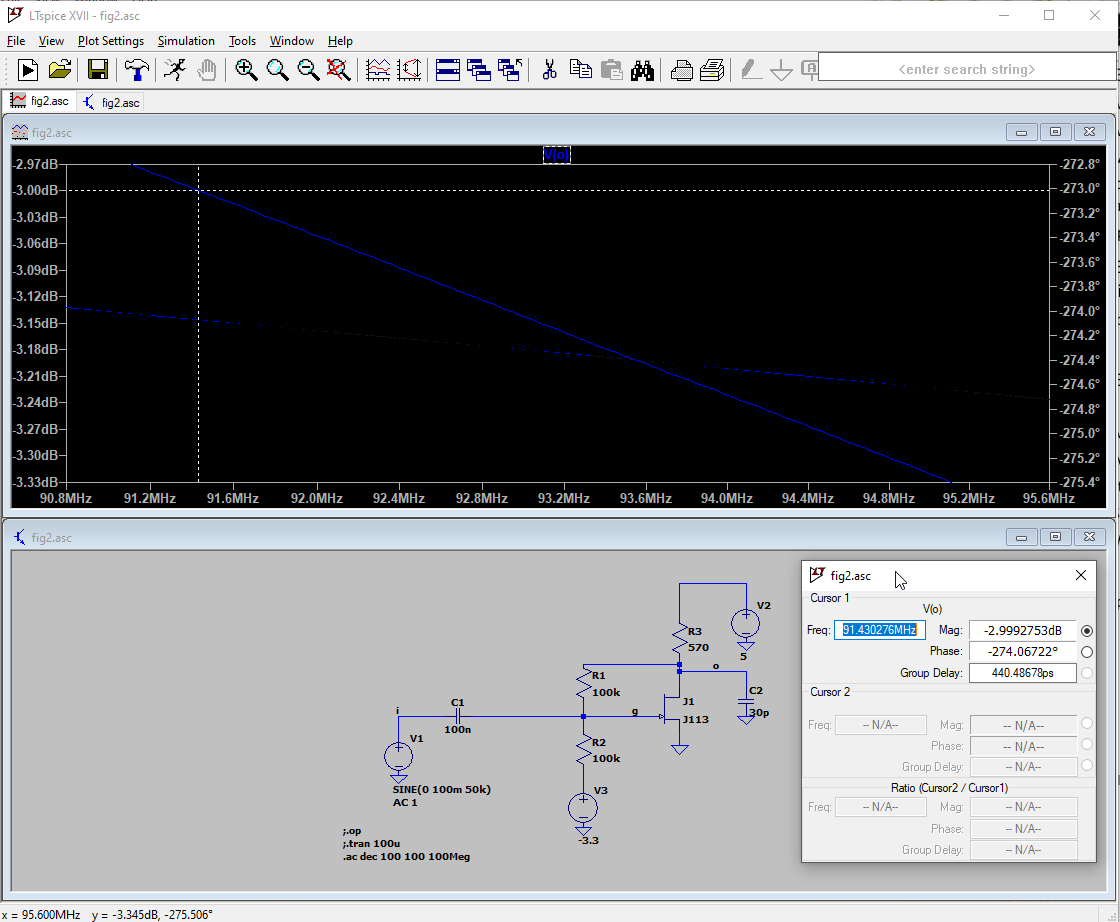 LTspice XVII - fig2.asc
File View Plot Settings Simulation Tools Window Help
<enter search string>
fig2.asc fig2.asc
fig2.asc
V(o)
-2.97dB -272.8°
-3.00dB -273.0°
-3.03dB -273.2°
-3.06dB -273.4°
-3.09dB -273.6°
-3.12dB -273.8°
-3.15dB -274.0°
-3.18dB -274.2°
-3.21dB -274.4°
-3.24dB -274.6°
-3.27dB -274.8°
-3.30dB -275.0°
-275.2°
-3.33dB -275.4°
90.8MHz 91.2MHz 91.6MHz 92.0MHz 92.4MHz 92.8MHz 93.2MHz 93.6MHz 94.0MHz 94.4MHz 94.8MHz 95.2MHz 95.6MHz
fig2.asc
V2
5
R3
570
o
R1
100k
C2
30p
J1
J113
g
i
C1
100n
V1
R2
100k
SINE(0 100m 50k)
AC 1
V3
-3.3
;.op
;.tran 100u
.ac dec 100 100 100Meg
fig2.asc
Cursor 1
V(o)
Freq: 91.430276MHz Mag: -2.9992753dB
Phase: -274.06722°
Group Delay: 440.48678ps
Cursor 2
Freq: -- N/A-- Mag: -- N/A--
Phase: -- N/A--
Group Delay: -- N/A--
Ratio (Cursor2 / Cursor1)
Freq: -- N/A-- Mag: -- N/A--
Phase: -- N/A--
Group Delay: -- N/A--
x = 95.600MHz y = -3.345dB, -275.506°